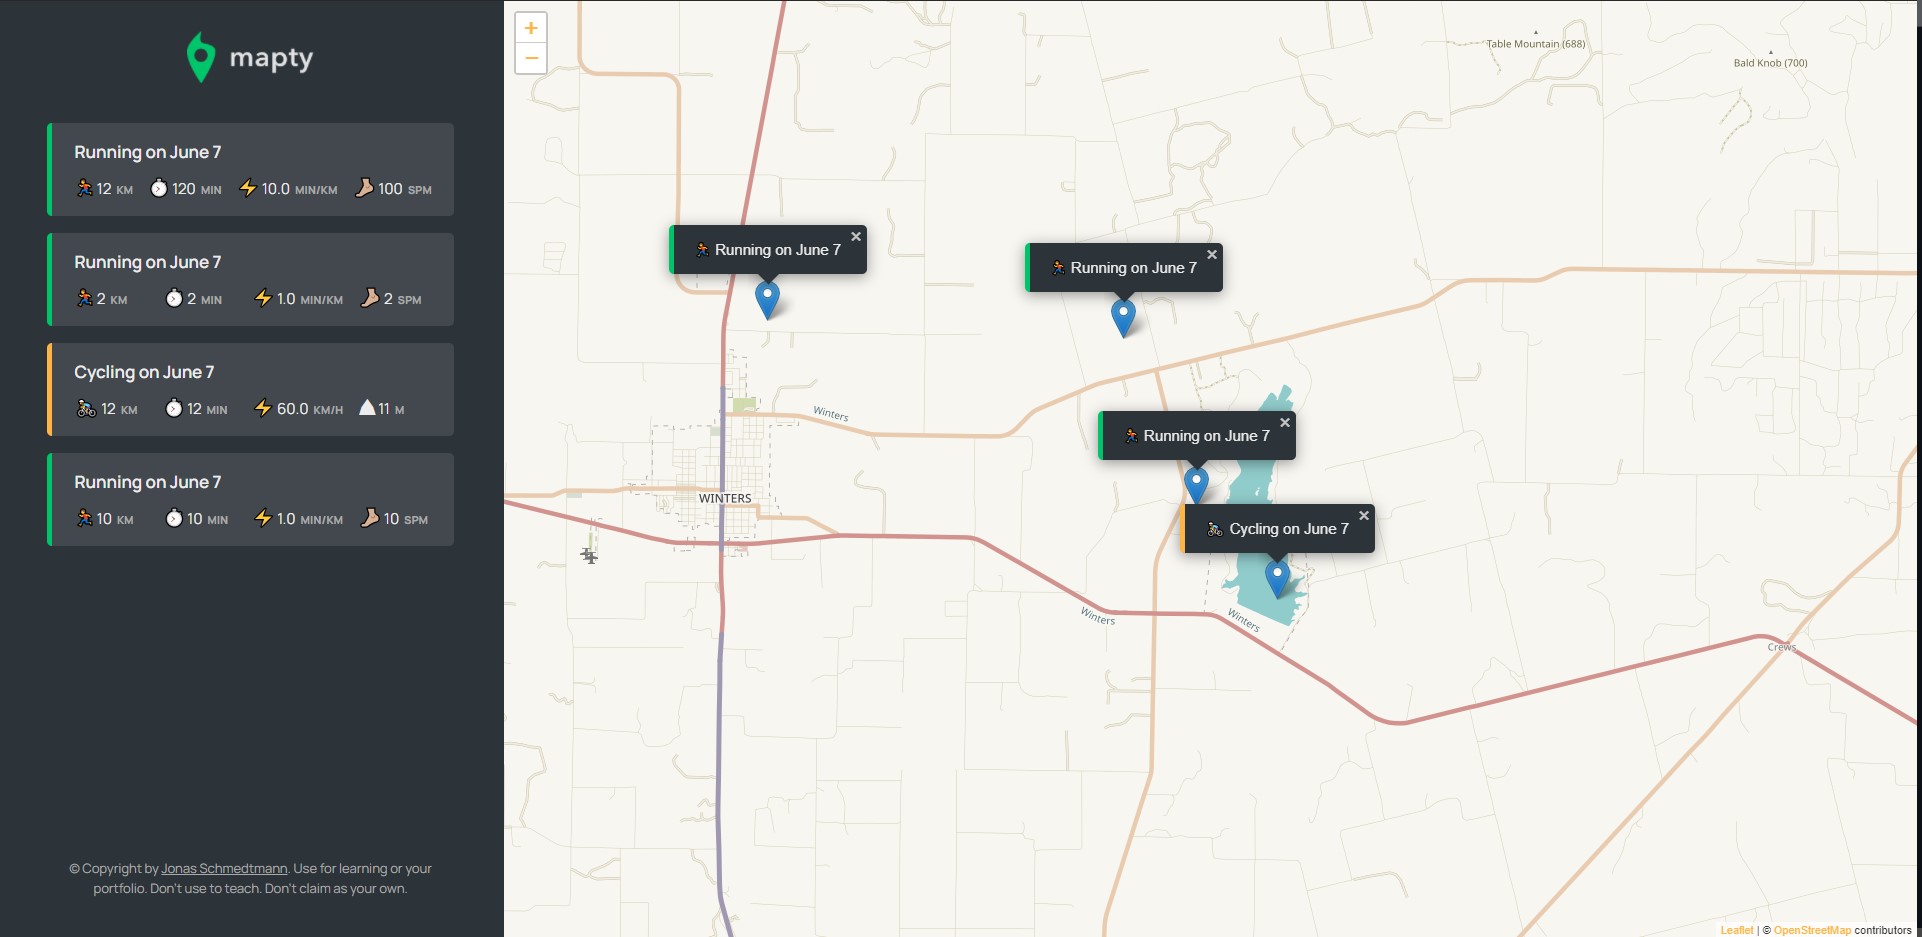 mapty
Running on June 7
12 KM 120 MIN 10.0 MIN/KM 100 SPM
Running on June 7
2 KM 2 MIN 1.0 MIN/KM 2 SPM
Cycling on June 7
12 KM 12 MIN 60.0 KM/H 11 M
Running on June 7
10 KM 10 MIN 1.0 MIN/KM 10 SPM
© Copyright by Jonas Schmedtmann. Use for learning or your
portfolio. Don't use to teach. Don't claim as your own.
+
−
Table Mountain (688)
Bald Knob (700)
Running on June 7 ×
Running on June 7 ×
Winters
Running on June 7 ×
WINTERS
Cycling on June 7 ×
Winters
Winters
Crews
Leaflet | © OpenStreetMap contributors